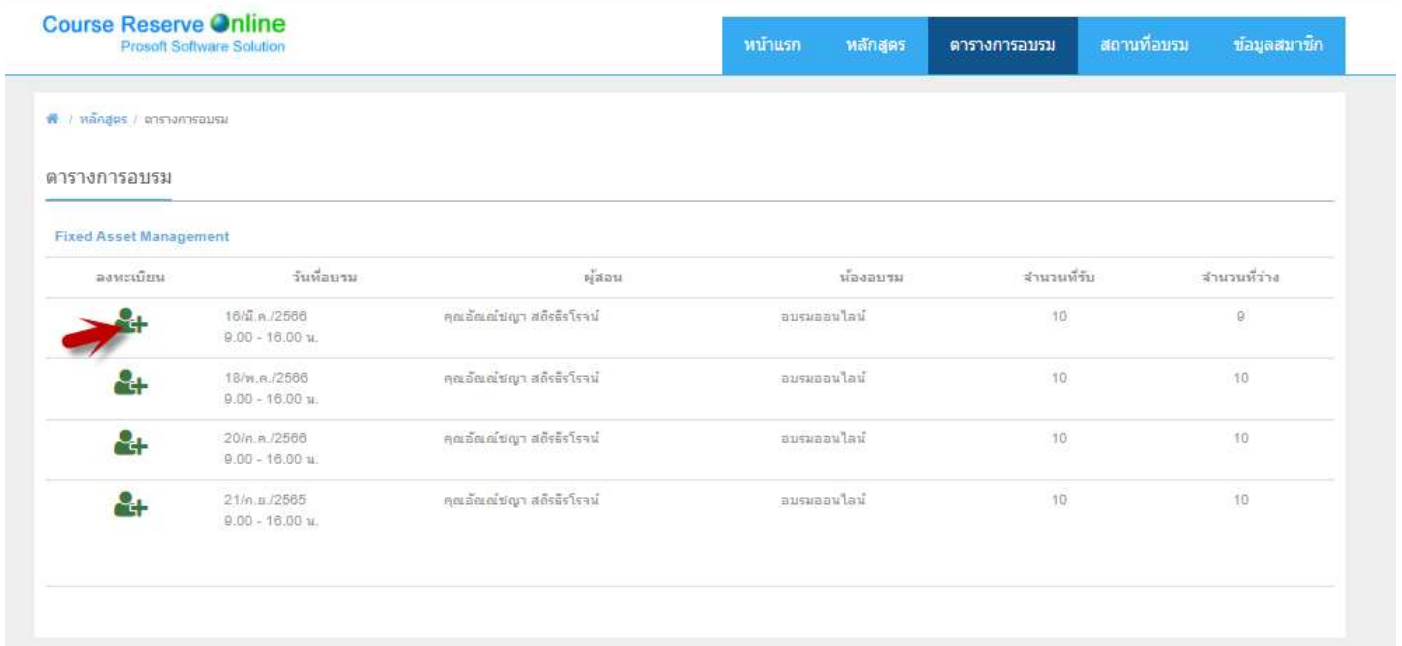 Course Reserve Online
Prosoft Software Solution
หน้าแรก หลักสูตร ตารางการอบรม สถานที่อบรม ข้อมูลสมาชิก
/ หลักสูตร / ตารางการอบรม
ตารางการอบรม
Fixed Asset Management
ลงทะเบียน วันที่อบรม ผู้สอน ห้องอบรม จำนวนที่รับ จำนวนที่ว่าง
16/มี.ค./2566 คุณอัณณ์ชญา สถิรธิรโรจน์ อบรมออนไลน์ 10 9
9.00 - 16.00 น.
18/พ.ค./2566 คุณอัณณ์ชญา สถิรธิรโรจน์ อบรมออนไลน์ 10 10
9.00 - 16.00 น.
20/ก.ค./2566 คุณอัณณ์ชญา สถิรธิรโรจน์ อบรมออนไลน์ 10 10
9.00 - 16.00 น.
21/ก.ย./2565 คุณอัณณ์ชญา สถิรธิรโรจน์ อบรมออนไลน์ 10 10
9.00 - 16.00 น.